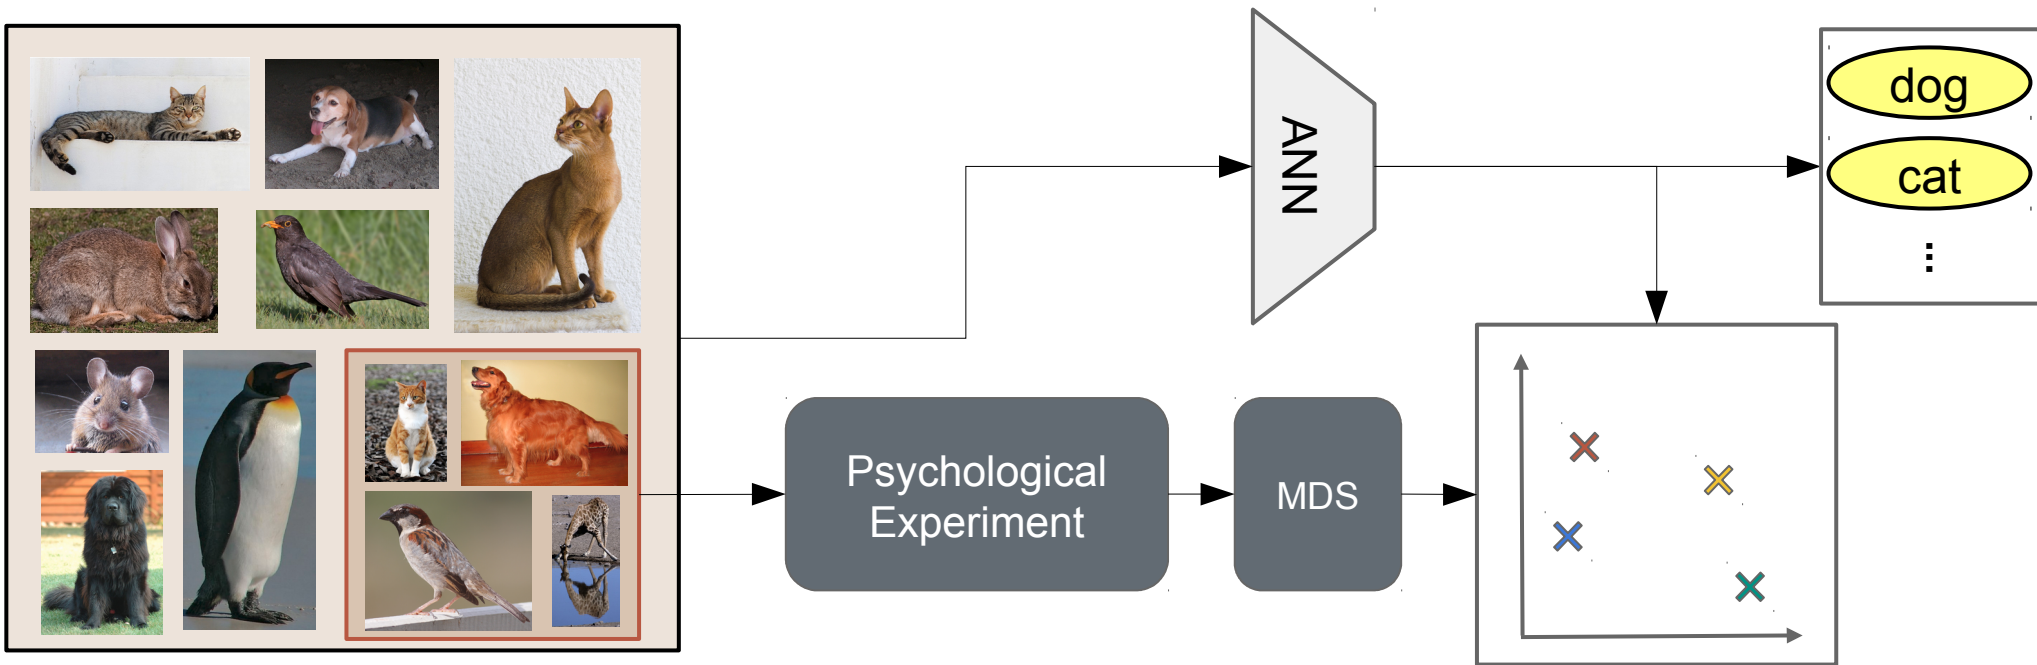 ANN
dog
cat
...
Psychological
Experiment
MDS